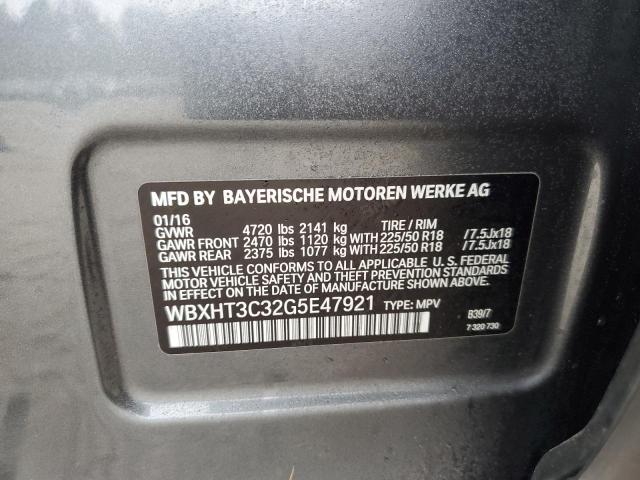 MFD BY BAYERISCHE MOTOREN WERKE AG
01/16
GVWR 4720 lbs 2141 kg TIRE / RIM
GAWR FRONT 2470 lbs 1120 kg WITH 225/50 R18 /7.5Jx18
GAWR REAR 2375 lbs 1077 kg WITH 225/50 R18 /7.5Jx18
THIS VEHICLE CONFORMS TO ALL APPLICABLE U.S. FEDERAL
MOTOR VEHICLE SAFETY AND THEFT PREVENTION STANDARDS
IN EFFECT ON THE DATE OF MANUFACTURE SHOWN ABOVE.
WBXHT3C32G5E47921 TYPE: MPV
B39/7
7 320 730